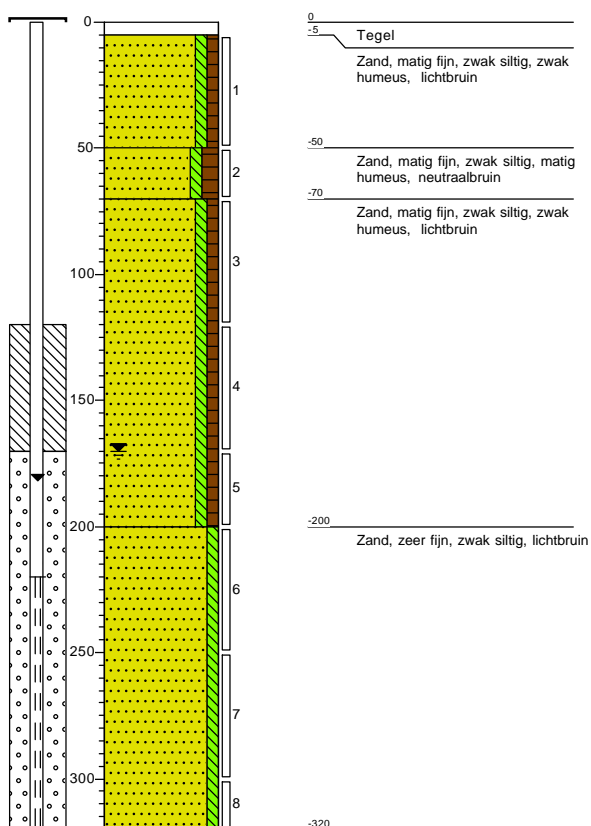 0
50
100
150
200
250
300
1
2
3
4
5
6
7
8
0
-5
Tegel
Zand, matig fijn, zwak siltig, zwak
humeus, lichtbruin
-50
Zand, matig fijn, zwak siltig, matig
humeus, neutraalbruin
-70
Zand, matig fijn, zwak siltig, zwak
humeus, lichtbruin
-200
Zand, zeer fijn, zwak siltig, lichtbruin
-320